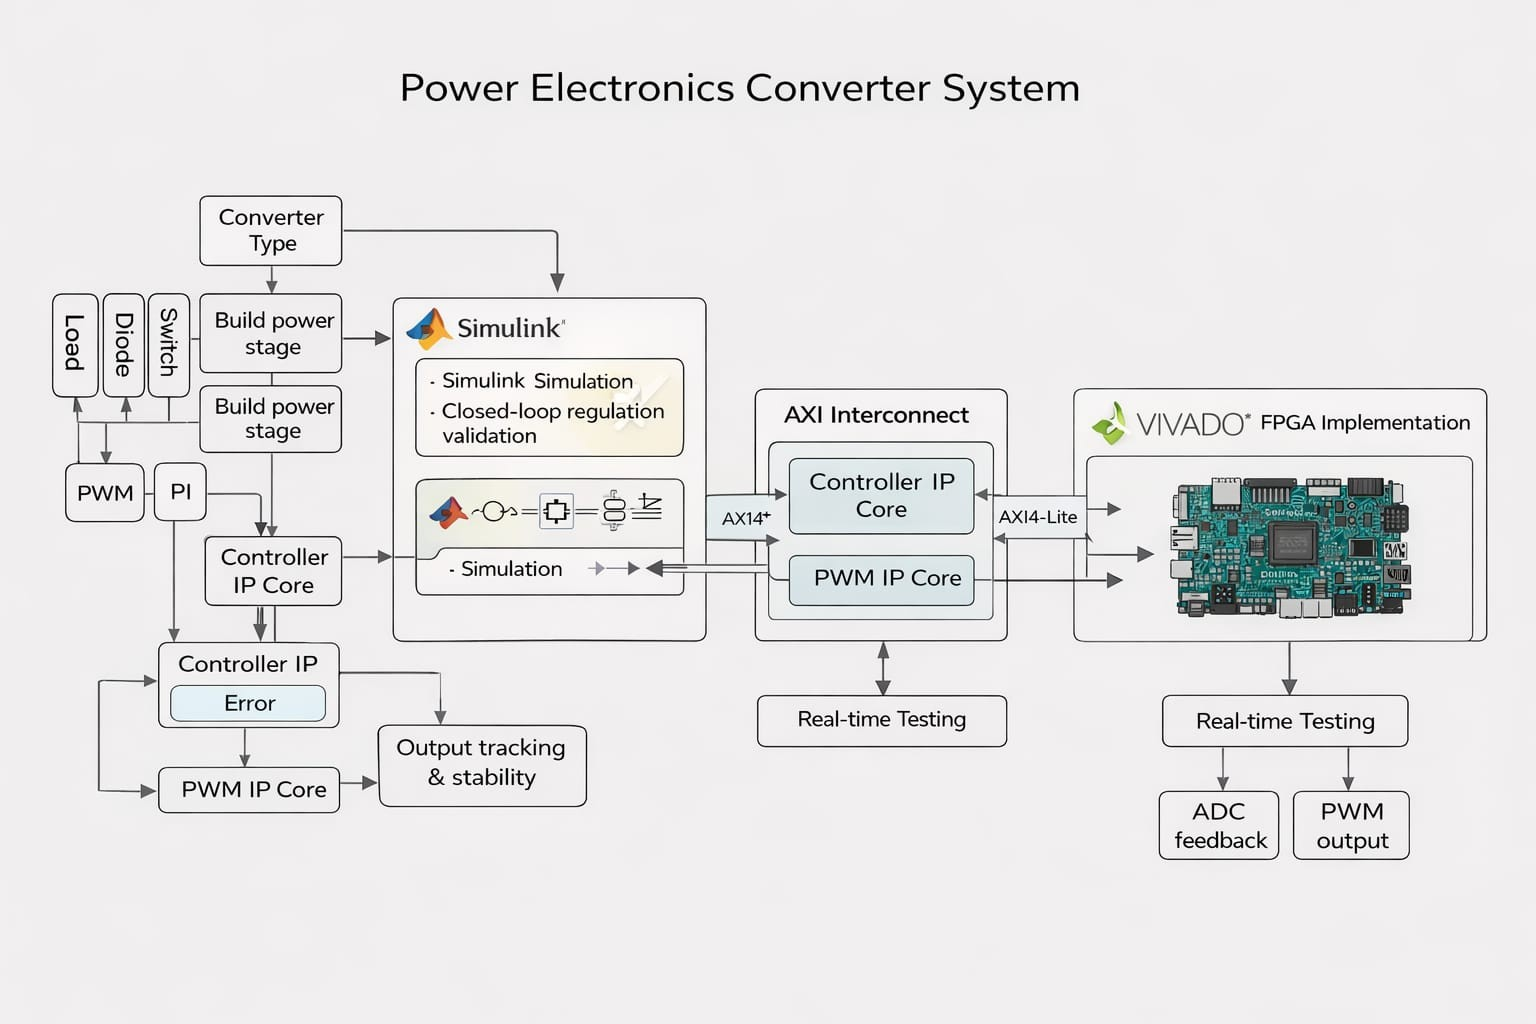 Power Electronics Converter System
Converter
Type
Load
Diode
Switch
Build power
stage
Build power
stage
PWM
PI
Controller
IP Core
Controller IP
Error
PWM IP Core
Output tracking
& stability
Simulink
· Simulink Simulation
· Closed-loop regulation
validation
· Simulation
AX14+
AXI Interconnect
Controller IP
Core
PWM IP Core
Real-time Testing
AXI4-Lite
VIVADO* FPGA Implementation
Real-time Testing
ADC
feedback
PWM
output